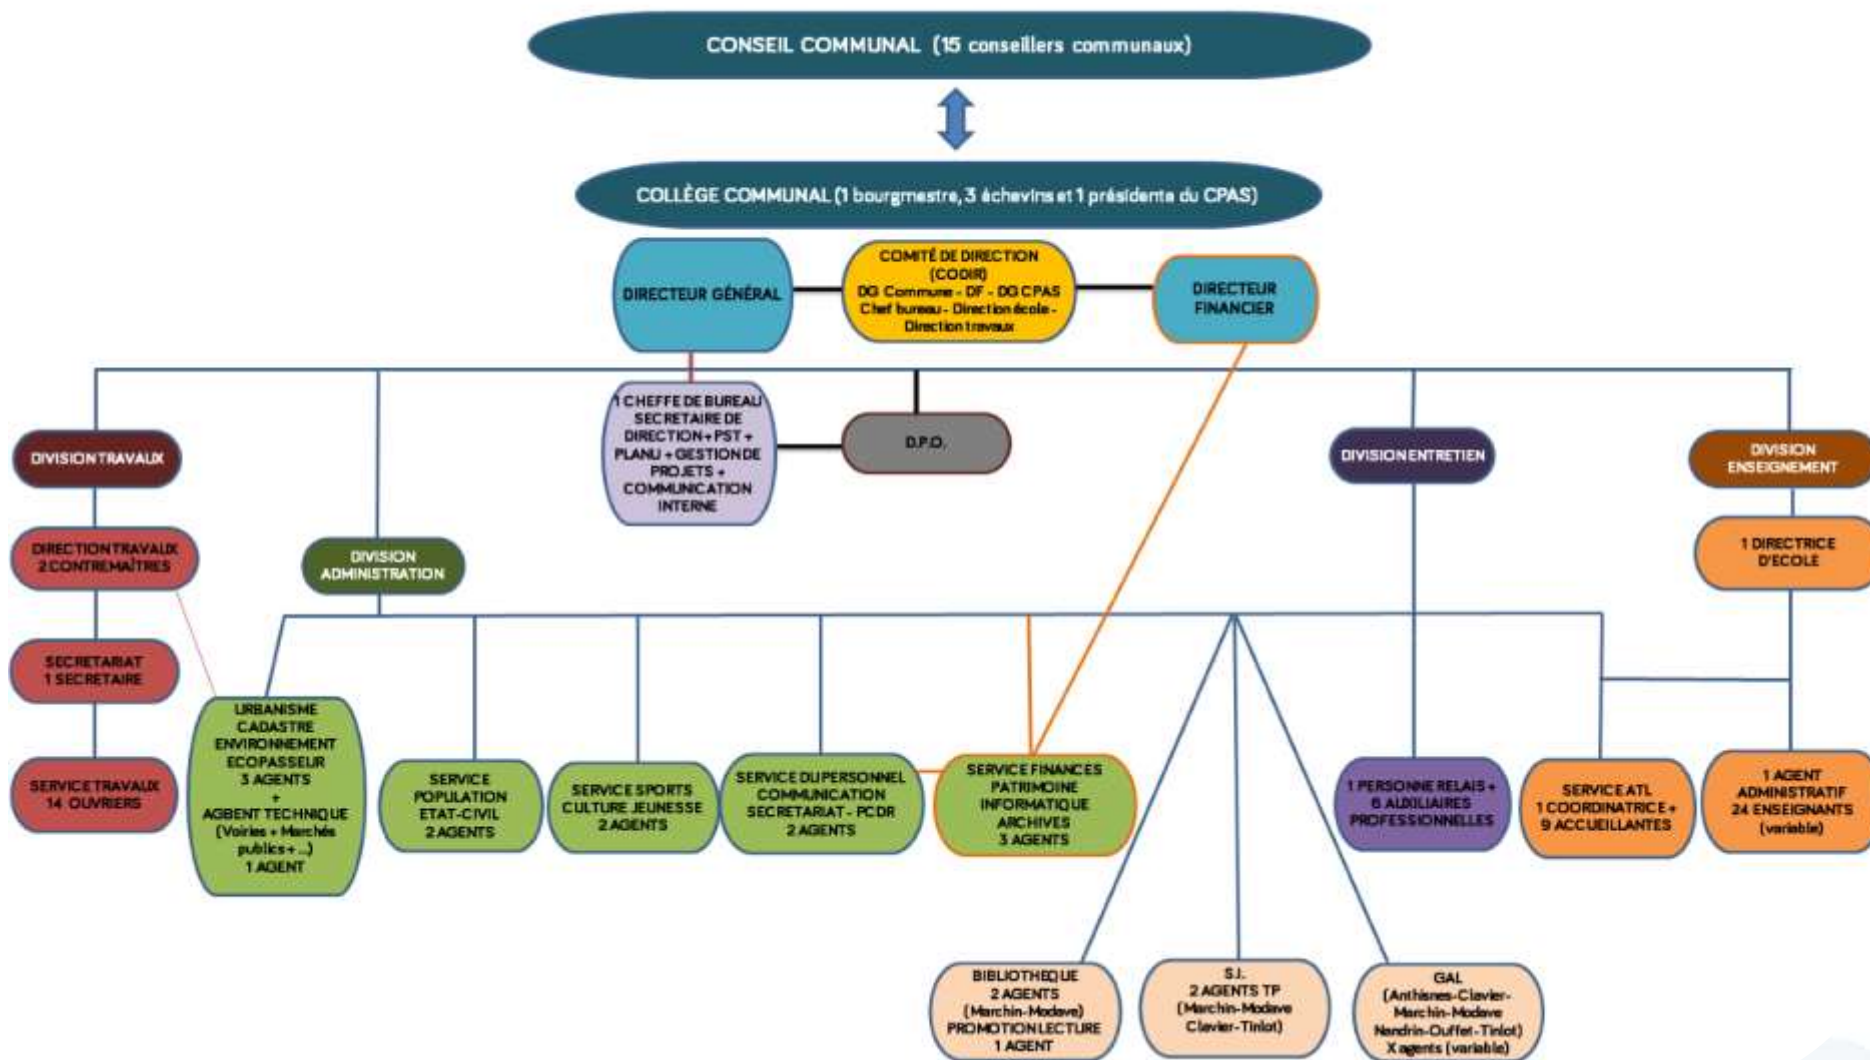 CONSEIL COMMUNAL (15 conseillers communaux)
COLLÈGE COMMUNAL (1 bourgmestre, 3 échevins et 1 présidente du CPAS)
DIRECTEUR GÉNÉRAL
COMITÉ DE DIRECTION
(CODIR)
DG Commune - DF - DG CPAS
Chef bureau - Direction école -
Direction travaux
DIRECTEUR
FINANCIER
1 CHEFFE DE BUREAU
SECRETAIRE DE
DIRECTION + PST +
PLANU + GESTION DE
PROJETS +
COMMUNICATION
INTERNE
D.P.O.
DIVISION TRAVAUX
DIVISION ENTRETIEN
DIVISION
ENSEIGNEMENT
DIRECTION TRAVAUX
2 CONTREMAÎTRES
DIVISION
ADMINISTRATION
1 DIRECTRICE
D'ECOLE
SECRETARIAT
1 SECRETAIRE
SERVICE TRAVAUX
14 OUVRIERS
URBANISME
CADASTRE
ENVIRONNEMENT
ECOPASSEUR
3 AGENTS
+
AGBENT TECHNIQUE
(Voiries + Marchés
publics + ...)
1 AGENT
SERVICE
POPULATION
ETAT-CIVIL
2 AGENTS
SERVICE SPORTS
CULTURE JEUNESSE
2 AGENTS
SERVICE DU PERSONNEL
COMMUNICATION
SECRETARIAT - PCDR
2 AGENTS
SERVICE FINANCES
PATRIMOINE
INFORMATIQUE
ARCHIVES
3 AGENTS
1 PERSONNE RELAIS +
6 AUXILIAIRES
PROFESSIONNELLES
SERVICE ATL
1 COORDINATRICE +
9 ACCUEILLANTES
1 AGENT
ADMINISTRATIF
24 ENSEIGNANTS
(variable)
BIBLIOTHEQUE
2 AGENTS
(Marchin-Modave)
PROMOTION LECTURE
1 AGENT
S.I.
2 AGENTS TP
(Marchin-Modave
Clavier-Tinlot)
GAL
(Anthisnes-Clavier-
Marchin-Modave
Nandrin-Ouffet-Tinlot)
X agents (variable)